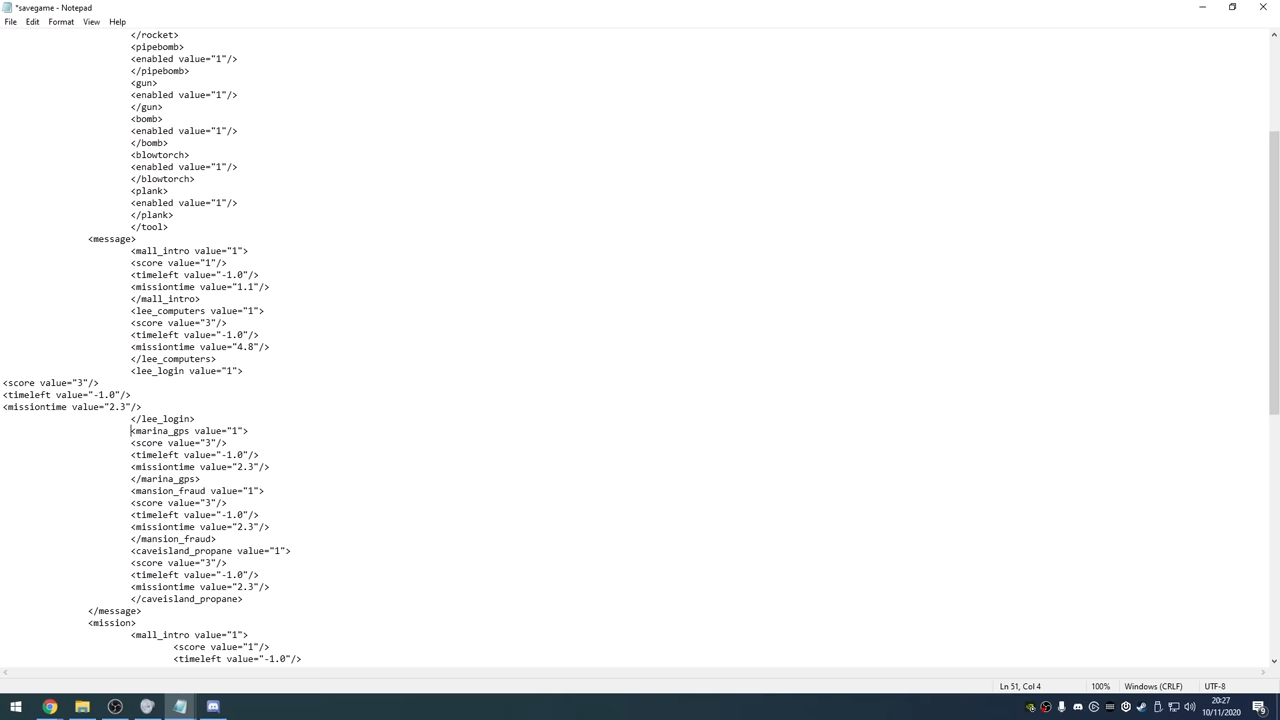 *savegame - Notepad
File Edit Format View Help
</rocket>
<pipebomb>
<enabled value="1"/>
</pipebomb>
<gun>
<enabled value="1"/>
</gun>
<bomb>
<enabled value="1"/>
</bomb>
<blowtorch>
<enabled value="1"/>
</blowtorch>
<plank>
<enabled value="1"/>
</plank>
</tool>
<message>
<mall_intro value="1">
<score value="1"/>
<timeleft value="-1.0"/>
<missiontime value="1.1"/>
</mall_intro>
<lee_computers value="1">
<score value="3"/>
<timeleft value="-1.0"/>
<missiontime value="4.8"/>
</lee_computers>
<lee_login value="1">
<score value="3"/>
<timeleft value="-1.0"/>
<missiontime value="2.3"/>
</lee_login>
<marina_gps value="1">
<score value="3"/>
<timeleft value="-1.0"/>
<missiontime value="2.3"/>
</marina_gps>
<mansion_fraud value="1">
<score value="3"/>
<timeleft value="-1.0"/>
<missiontime value="2.3"/>
</mansion_fraud>
<caveisland_propane value="1">
<score value="3"/>
<timeleft value="-1.0"/>
<missiontime value="2.3"/>
</caveisland_propane>
</message>
<mission>
<mall_intro value="1">
<score value="1"/>
<timeleft value="-1.0"/>
Ln 51, Col 4 100% Windows (CRLF) UTF-8
20:27
10/11/2020
9